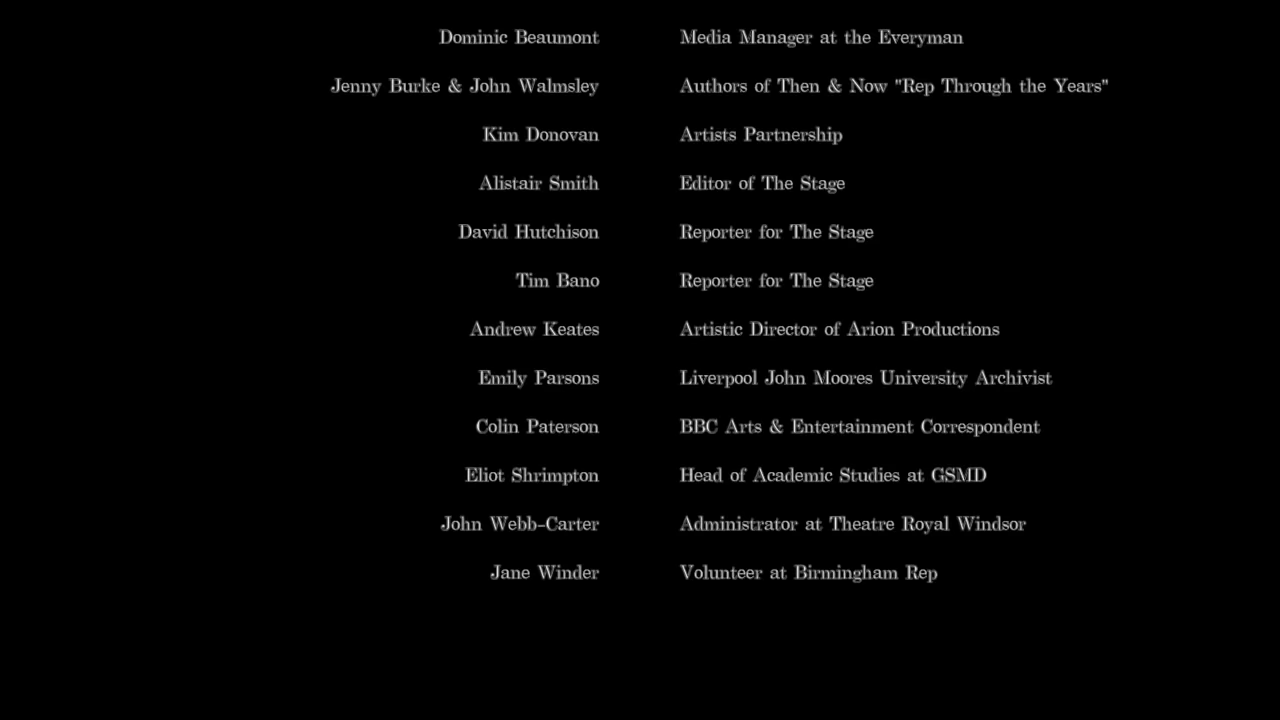 Dominic Beaumont Media Manager at the Everyman
Jenny Burke & John Walmsley Authors of Then & Now "Rep Through the Years"
Kim Donovan Artists Partnership
Alistair Smith Editor of The Stage
David Hutchison Reporter for The Stage
Tim Bano Reporter for The Stage
Andrew Keates Artistic Director of Arion Productions
Emily Parsons Liverpool John Moores University Archivist
Colin Paterson BBC Arts & Entertainment Correspondent
Eliot Shrimpton Head of Academic Studies at GSMD
John Webb-Carter Administrator at Theatre Royal Windsor
Jane Winder Volunteer at Birmingham Rep